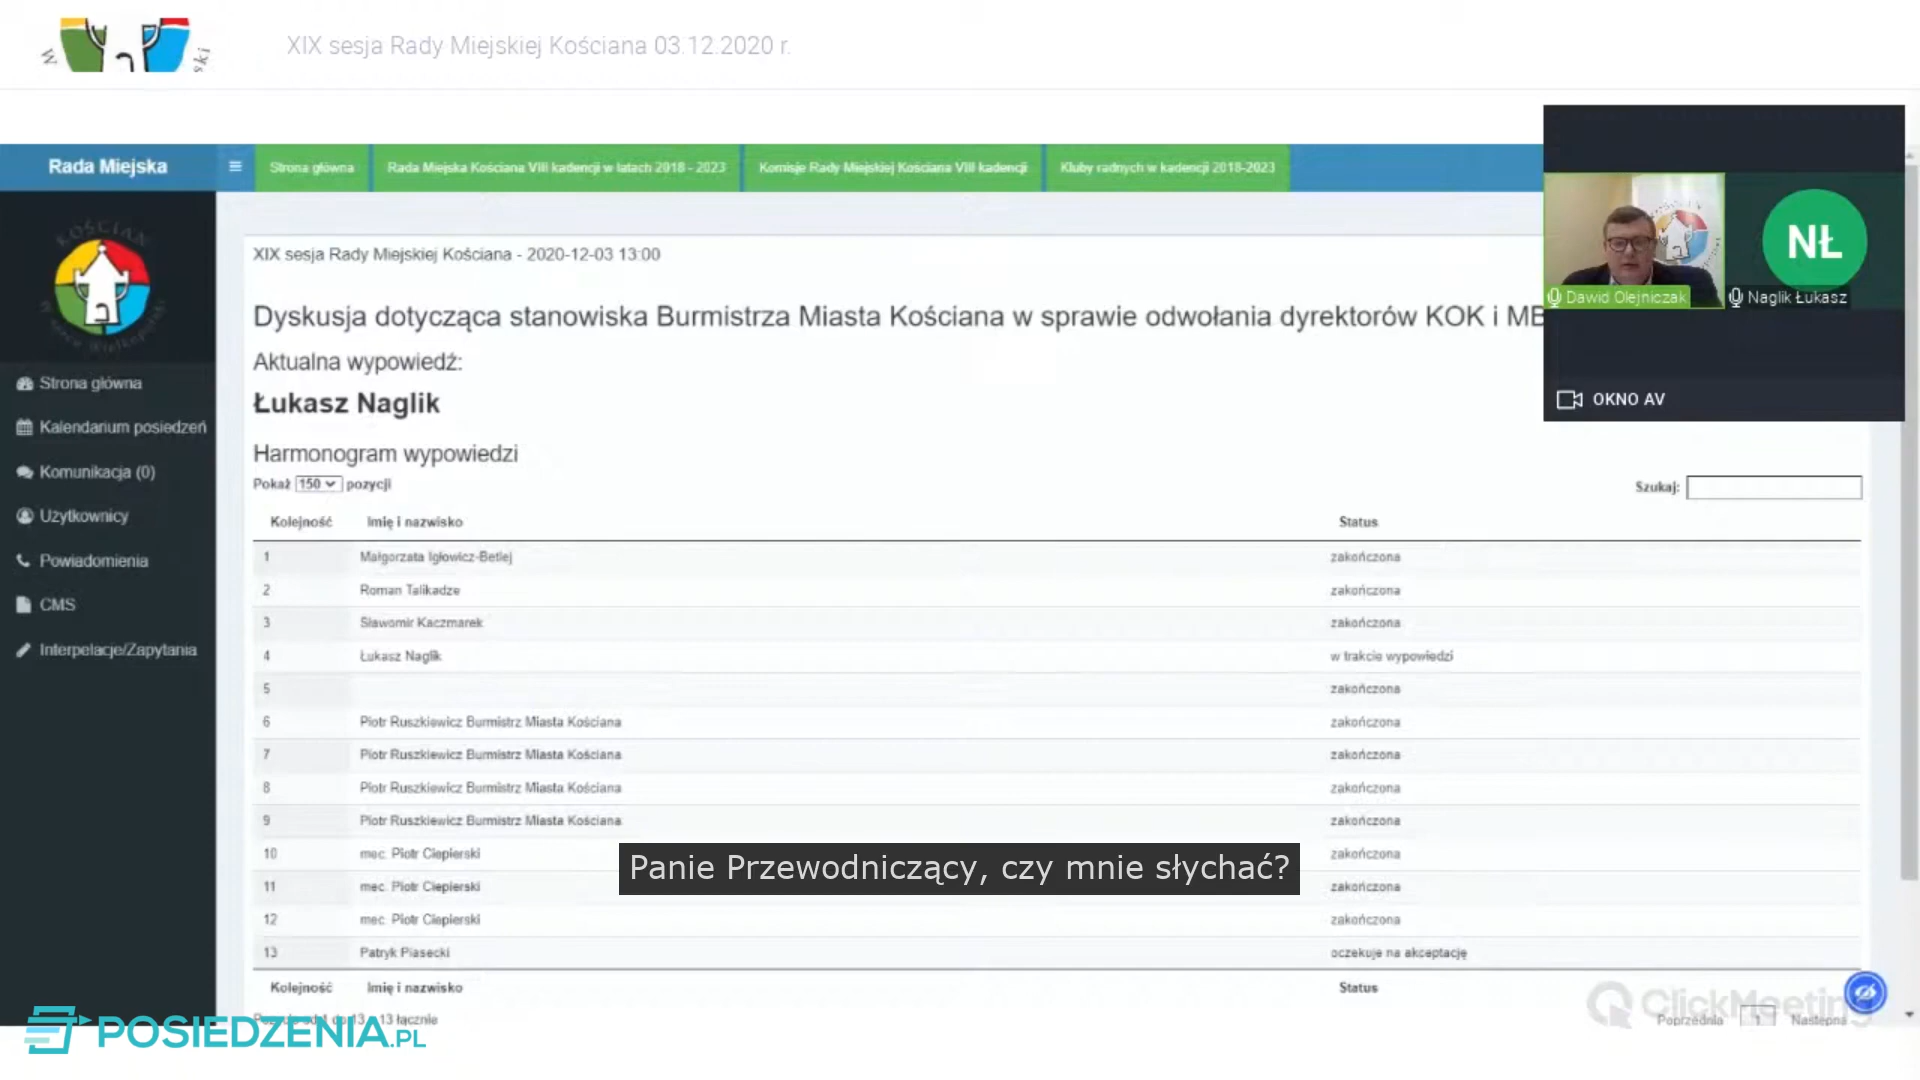 XIX sesja Rady Miejskiej Kościana 03.12.2020 r.
Rada Miejska
Strona główna
Rada Miejska Kościana VIII kadencji w latach 2018 - 2023
Komisje Rady Miejskiej Kościana VIII kadencji
Kluby radnych w kadencji 2018-2023
KOŚCIAN
Strona główna
Kalendarium posiedzeń
Komunikacja (0)
Użytkownicy
Powiadomienia
CMS
Interpelacje/Zapytania
XIX sesja Rady Miejskiej Kościana - 2020-12-03 13:00
Dyskusja dotycząca stanowiska Burmistrza Miasta Kościana w sprawie odwołania dyrektorów KOK i MB
Aktualna wypowiedź:
Łukasz Naglik
Harmonogram wypowiedzi
Pokaż 150 pozycji
Szukaj:
Kolejność Imię i nazwisko Status
1 Małgorzata Igłowicz-Betlej zakończona
2 Roman Talikadze zakończona
3 Sławomir Kaczmarek zakończona
4 Łukasz Naglik w trakcie wypowiedzi
5 zakończona
6 Piotr Ruszkiewicz Burmistrz Miasta Kościana zakończona
7 Piotr Ruszkiewicz Burmistrz Miasta Kościana zakończona
8 Piotr Ruszkiewicz Burmistrz Miasta Kościana zakończona
9 Piotr Ruszkiewicz Burmistrz Miasta Kościana zakończona
10 mec. Piotr Ciepierski zakończona
11 mec. Piotr Ciepierski zakończona
12 mec. Piotr Ciepierski zakończona
13 Patryk Piasecki oczekuje na akceptację
Kolejność Imię i nazwisko Status
13 łącznie
Poprzednia 1 Następna
NŁ
Dawid Olejniczak
Naglik Łukasz
OKNO AV
Panie Przewodniczący, czy mnie słychać?
POSIEDZENIA.PL
ClickMeeting